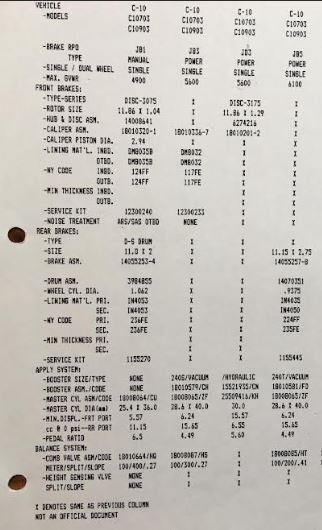 VEHICLE C-10 C-10 C-10 C-10
-MODELS C10703 C10703 C10703 C10703
C10903 C10903 C10903 C10903
-BRAKE RPO JB1 JB3 JD3 JB5
TYPE MANUAL POWER POWER POWER
-SINGLE / DUAL WHEEL SINGLE SINGLE SINGLE SINGLE
-MAX. GVWR 4900 5600 5600 6100
FRONT BRAKES:
-TYPE-SERIES DISC-3075 X DISC-3175 X
-ROTOR SIZE 11.86 X 1.04 X 11.86 X 1.29 X
-HUB & DISC ASM. 14008641 X 6274216 X
-CALIPER ASM. 18010320-1 18010336-7 18010201-2 X
-CALIPER PISTON DIA. 2.94 X X X
-LINING MAT'L. INBD. DM8035B DM8032 X X
OTBD. DM8035B DM8032 X X
-NY CODE INBD. 124FF 117FE X X
OUTB. 124FF 117FE X X
-MIN THICKNESS INBD. X X
OUTB. X X
-SERVICE KIT 12300240 12300233 X X
-NOISE TREATMENT ARS/GAS OTBD NONE X X
REAR BRAKES:
-TYPE D-S DRUM X X X
-SIZE 11.0 X 2 X X 11.15 X 2.75
-BRAKE ASM. 14055253-4 X X 14055257-8
-DRUM ASM. 3984855 X X 14070351
-WHEEL CYL. DIA. 1.062 X X .9375
-LINING MAT'L. PRI. IN4053 X X IN4035
SEC. IN4053 X X IN4050
-NY CODE PRI. 236FE X X 224FF
SEC. 236FE X X 235FE
-MIN THICKNESS PRI. X X
SEC. X X
-SERVICE KIT 1155270 X X 1155445
APPLY SYSTEM:
-BOOSTER SIZE/TYPE NONE 240S/VACUUM /HYDRAULIC 240T/VACUUM
-BOOSTER ASM./CODE NONE 18010579/CH 15521935/CN 18010581/FD
-MASTER CYL ASM/CODE 18008064/CU 18008065/ZF 25509416/KH 18008065/ZF
-MASTER CYL DIA(mm) 25.4 X 36.0 28.6 X 40.0 30.0 28.6 X 40.0
-MIN.DISPL.-FRT PORT 5.57 6.24 15.57 6.24
cc @ 0 psi--RR PORT 11.15 15.65 6.55 15.65
-PEDAL RATIO 6.5 4.49 5.60 4.49
BALANCE SYSTEM:
-COMB VALVE ASM/CODE 18010664/HG 18008087/HS X 18008085/HT
METER/SPLIT/SLOPE 100/400/.27 100/300/.27 X 100/200/.41
-HEIGHT SENSING VLVE NONE X X X
SPLIT/SLOPE NONE X X X
X DENOTES SAME AS PREVIOUS COLUMN
NOT AN OFFICIAL DOCUMENT